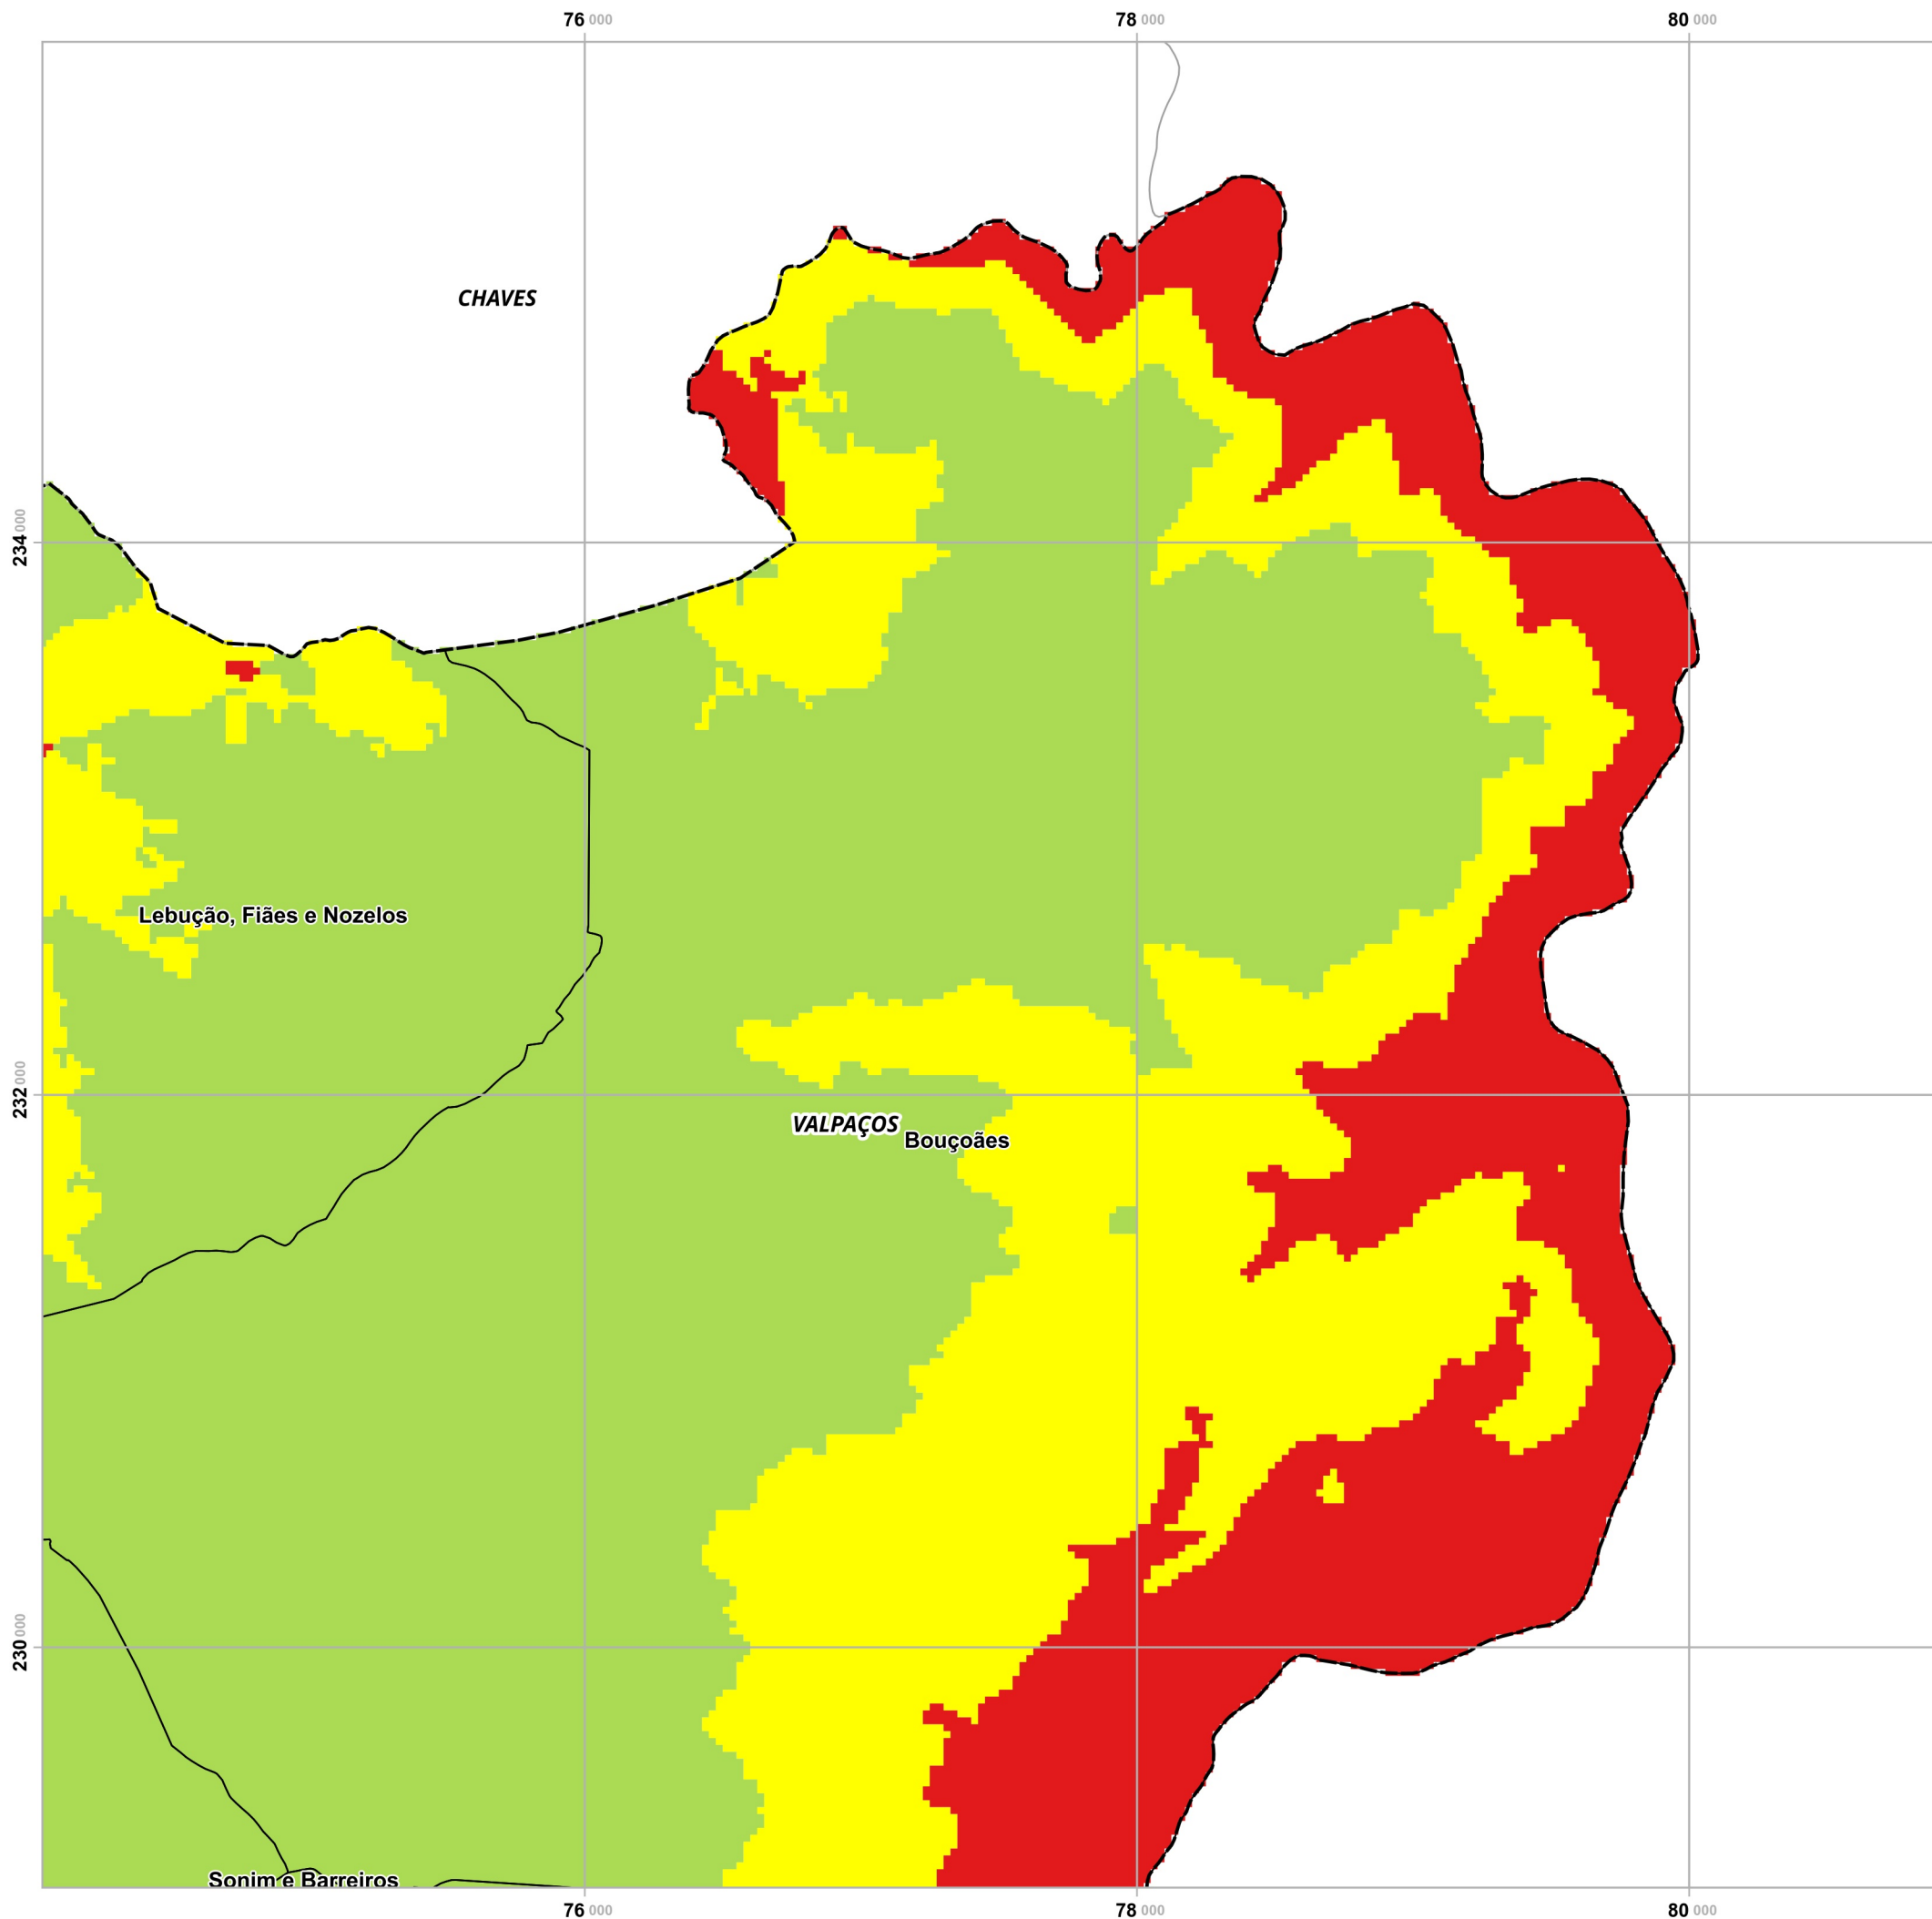 76 000 78 000 80 000
CHAVES
234 000
Lebução, Fiães e Nozelos
232 000
VALPAÇOS
Bouçoães
230 000
Sonim e Barreiros
76 000 78 000 80 000